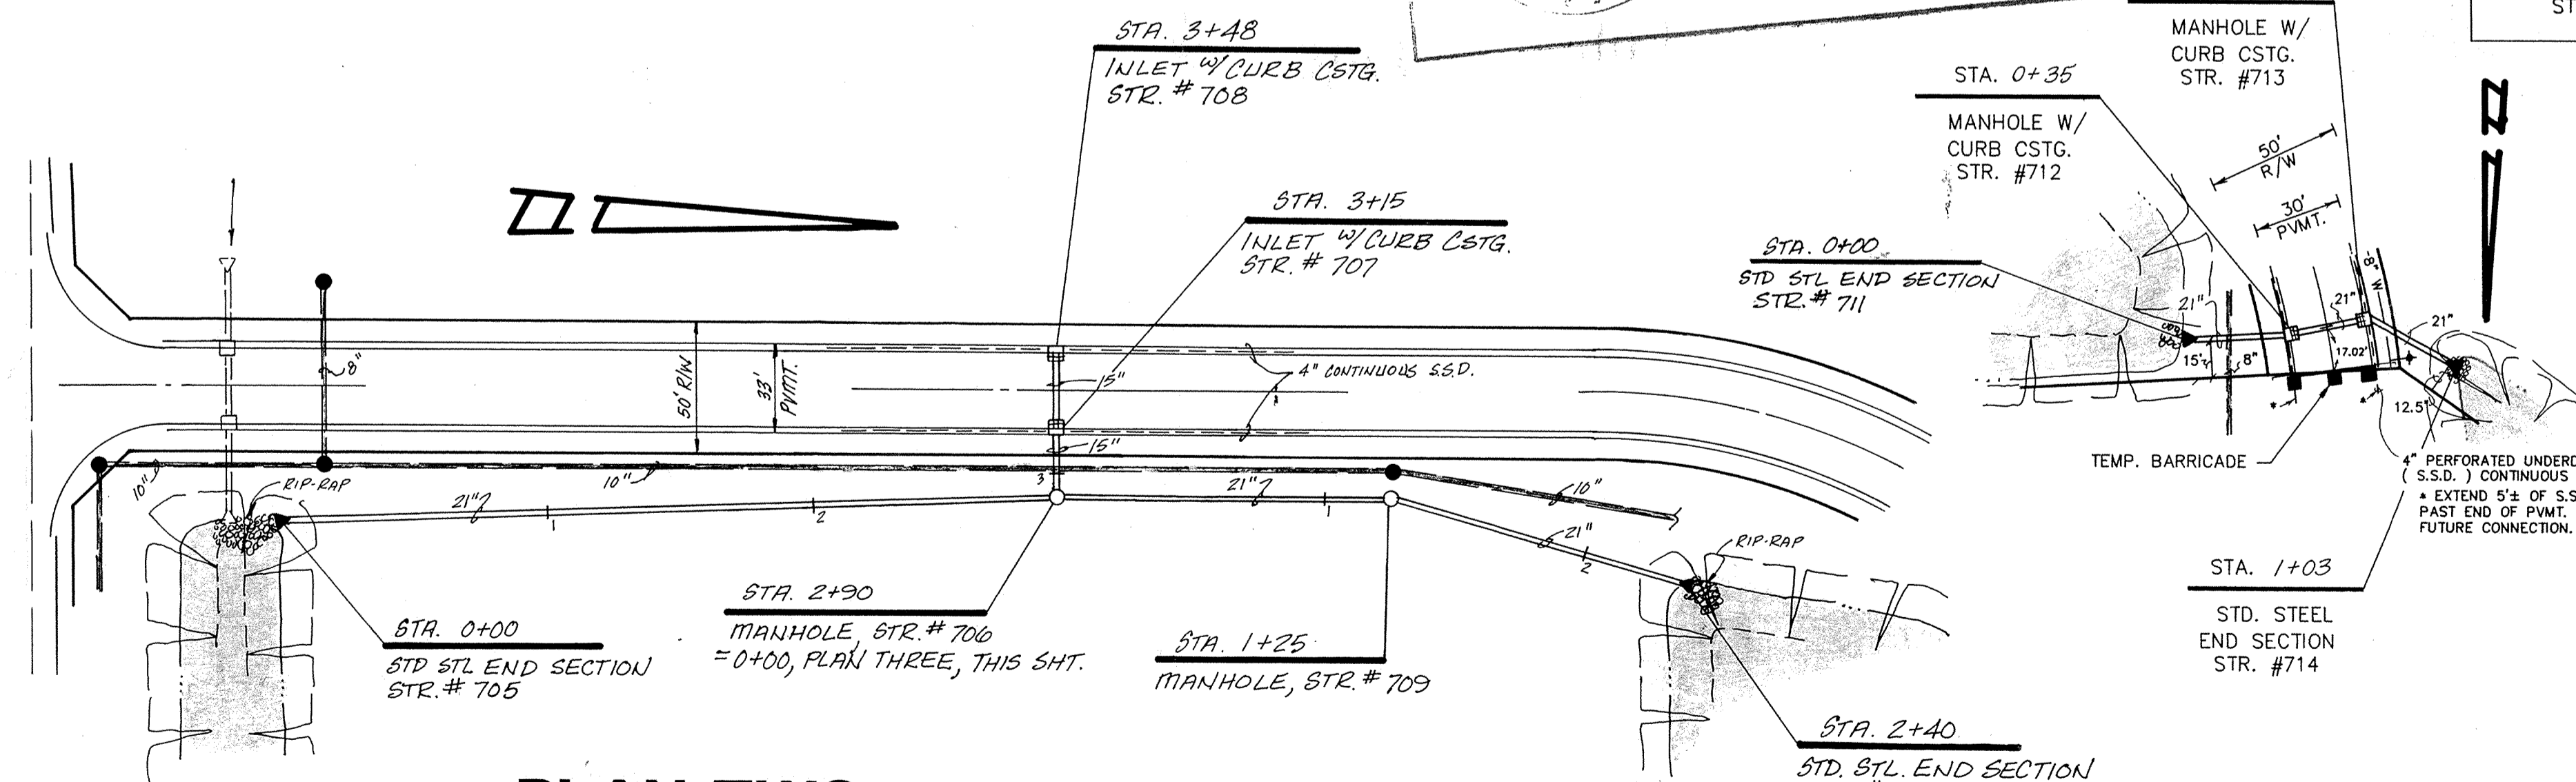 STA. 3+48
INLET W/ CURB CSTG.
STR. # 708
STA. 3+15
INLET W/ CURB CSTG.
STR. # 707
ST
MANHOLE W/
CURB CSTG.
STR. #713
STA. 0+35
MANHOLE W/
CURB CSTG.
STR. #712
50'
R/W
30'
PVMT.
STA. 0+00
STD STL END SECTION
STR. # 711
N
8"
50' R/W
33'
PVMT.
15"
4" CONTINUOUS S.S.D.
15"
10"
RIP-RAP
10"
21"
1
2
3
21"
1
10"
21"
2
RIP-RAP
21"
21"
8" W
21"
15'
8"
17.02'
12.5'
TEMP. BARRICADE
4" PERFORATED UNDERD
( S.S.D. ) CONTINUOUS
* EXTEND 5'± OF S.S
PAST END OF PVMT.
FUTURE CONNECTION.
STA. 0+00
STD STL END SECTION
STR. # 705
STA. 2+90
MANHOLE, STR. # 706
= 0+00, PLAN THREE, THIS SHT.
STA. 1+25
MANHOLE, STR. # 709
STA. 1+03
STD. STEEL
END SECTION
STR. #714
STA. 2+40
STD. STL. END SECTION